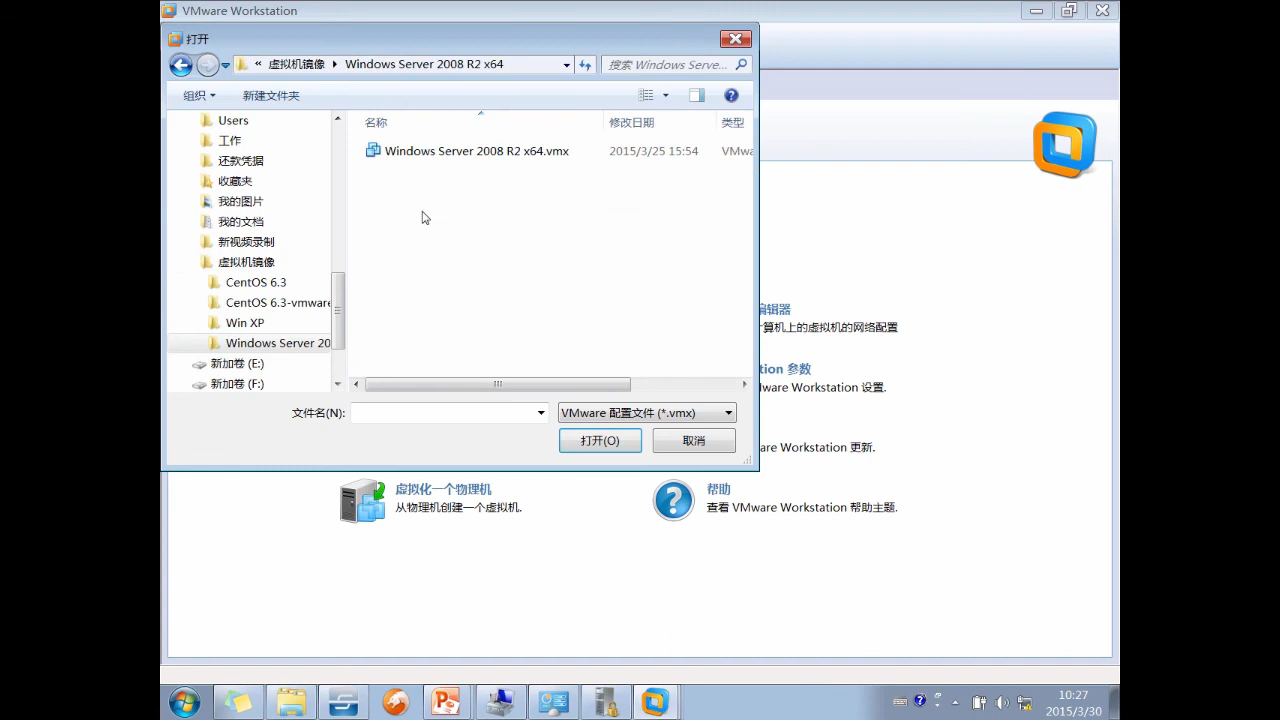 VMware Workstation
打开
« 虚拟机镜像 Windows Server 2008 R2 x64
搜索 Windows Serve...
组织
新建文件夹
Users
工作
还款凭据
收藏夹
我的图片
我的文档
新视频录制
虚拟机镜像
CentOS 6.3
CentOS 6.3-vmware
Win XP
Windows Server 20
新加卷 (E:)
新加卷 (F:)
名称 修改日期 类型
Windows Server 2008 R2 x64.vmx 2015/3/25 15:54 VMwa
文件名(N):
VMware 配置文件 (*.vmx)
打开(O) 取消
编辑器
计算机上的虚拟机的网络配置
tion 参数
ware Workstation 设置.
are Workstation 更新.
虚拟化一个物理机
从物理机创建一个虚拟机.
帮助
查看 VMware Workstation 帮助主题.
10:27
2015/3/30